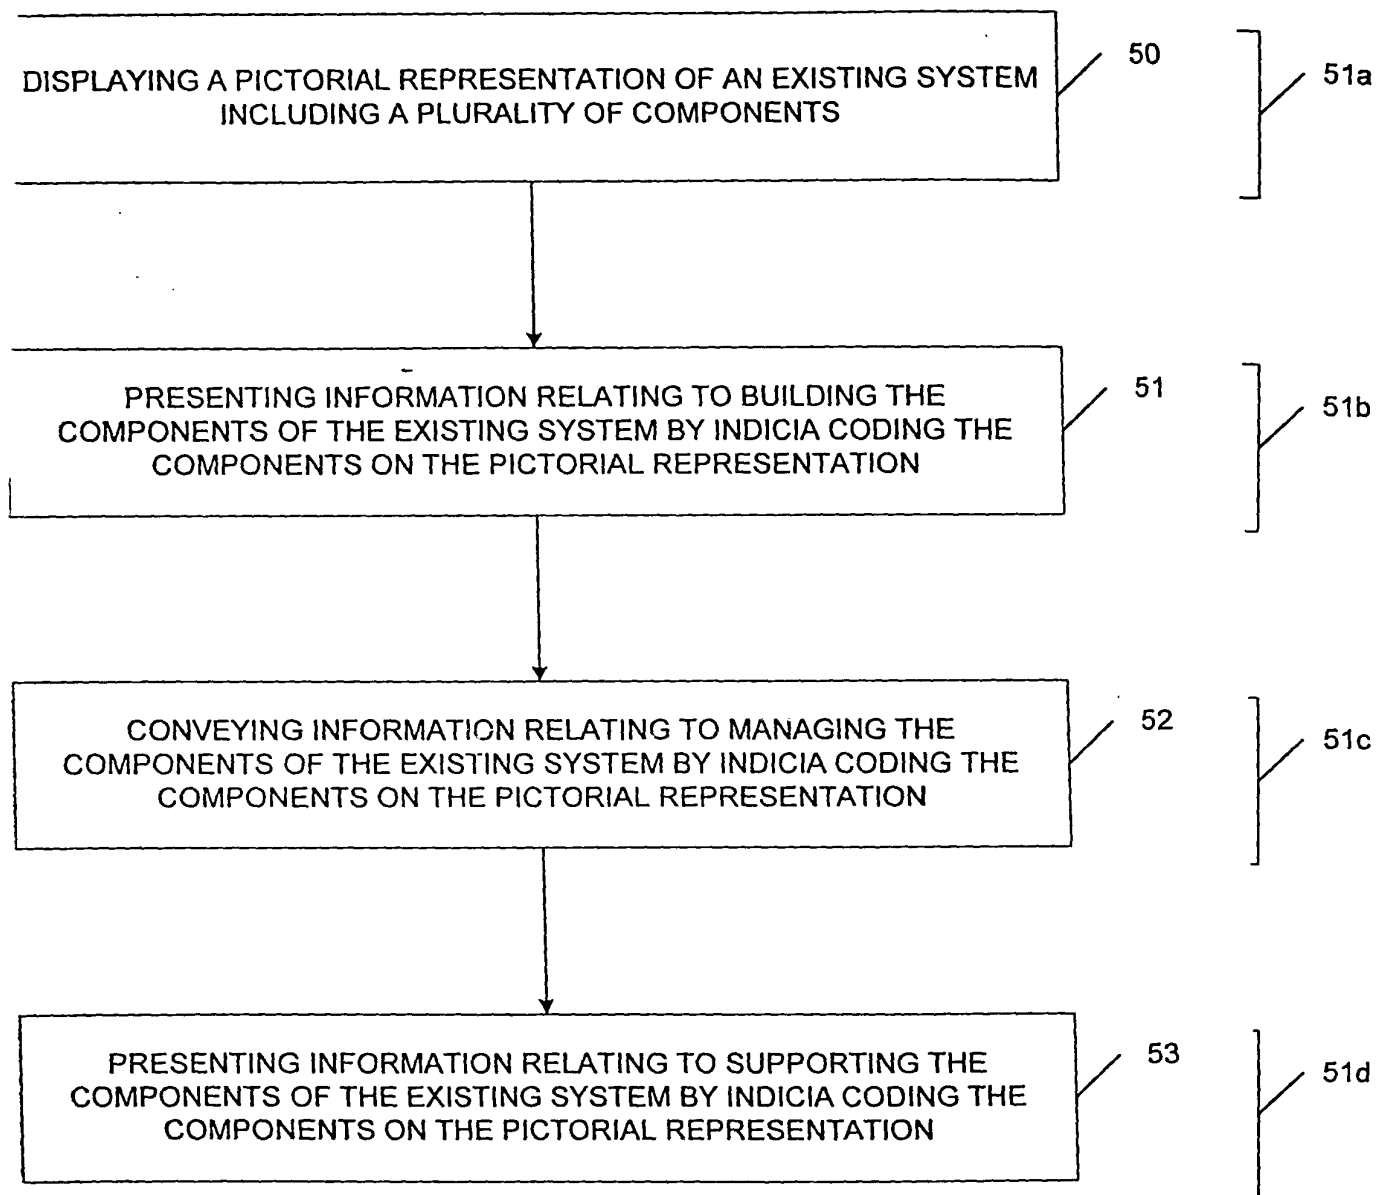 DISPLAYING A PICTORIAL REPRESENTATION OF AN EXISTING SYSTEM
INCLUDING A PLURALITY OF COMPONENTS
50
51a
PRESENTING INFORMATION RELATING TO BUILDING THE
COMPONENTS OF THE EXISTING SYSTEM BY INDICIA CODING THE
COMPONENTS ON THE PICTORIAL REPRESENTATION
51
51b
CONVEYING INFORMATION RELATING TO MANAGING THE
COMPONENTS OF THE EXISTING SYSTEM BY INDICIA CODING THE
COMPONENTS ON THE PICTORIAL REPRESENTATION
52
51c
PRESENTING INFORMATION RELATING TO SUPPORTING THE
COMPONENTS OF THE EXISTING SYSTEM BY INDICIA CODING THE
COMPONENTS ON THE PICTORIAL REPRESENTATION
53
51d